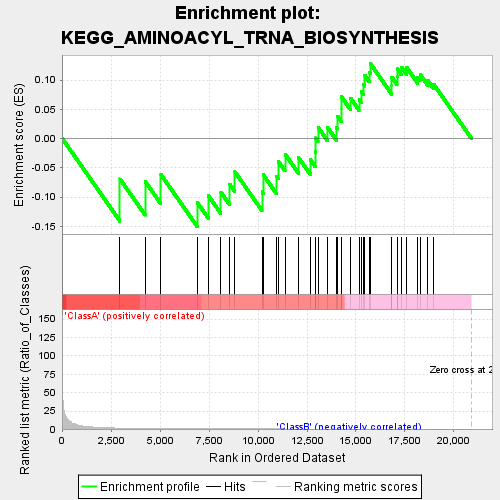 Enrichment plot:
KEGG_AMINOACYL_TRNA_BIOSYNTHESIS
Enrichment score (ES)
0.10
0.05
0.00
-0.05
-0.10
-0.15
'ClassA' (positively correlated)
Ranked list metric (Ratio_of_Classes)
150
125
100
75
50
25
0
Zero cross at 2
'ClassB' (negatively correlated)
0 2,500 5,000 7,500 10,000 12,500 15,000 17,500 20,000
Rank in Ordered Dataset
Enrichment profile Hits Ranking metric scores